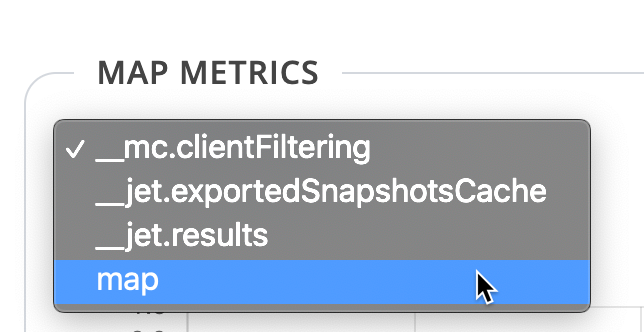 MAP METRICS
✓ __mc.clientFiltering
__jet.exportedSnapshotsCache
__jet.results
map